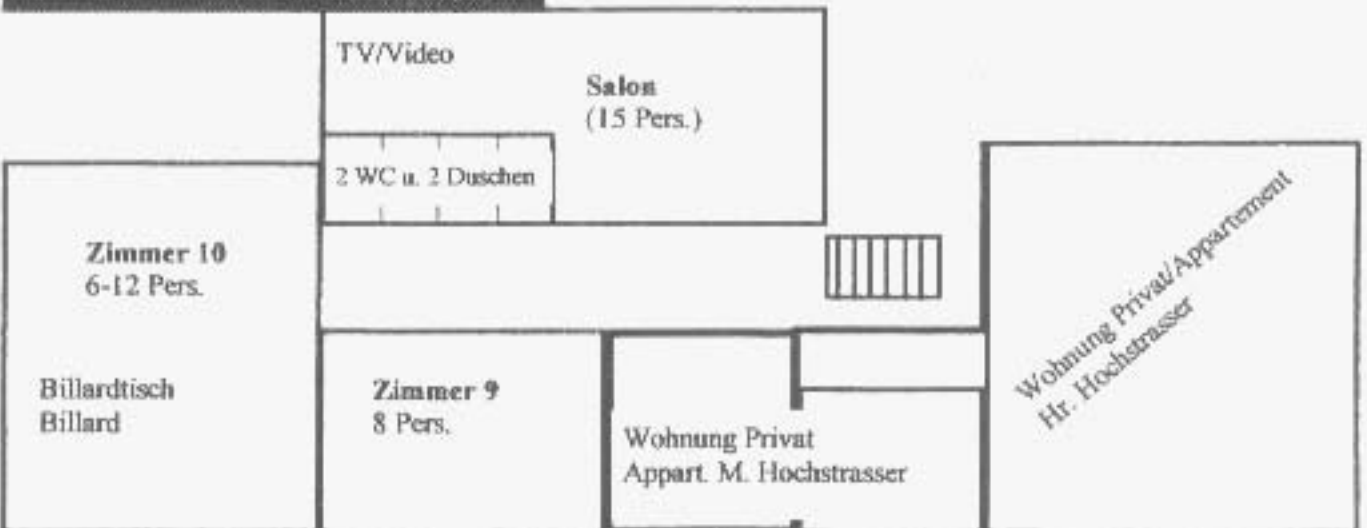 TV/Video
Salon
(15 Pers.)
2 WC u. 2 Duschen
Zimmer 10
6-12 Pers.
Billardtisch
Billard
Zimmer 9
8 Pers.
Wohnung Privat
Appart. M. Hochstrasser
Wohnung Privat/Appartement
Hr. Hochstrasser